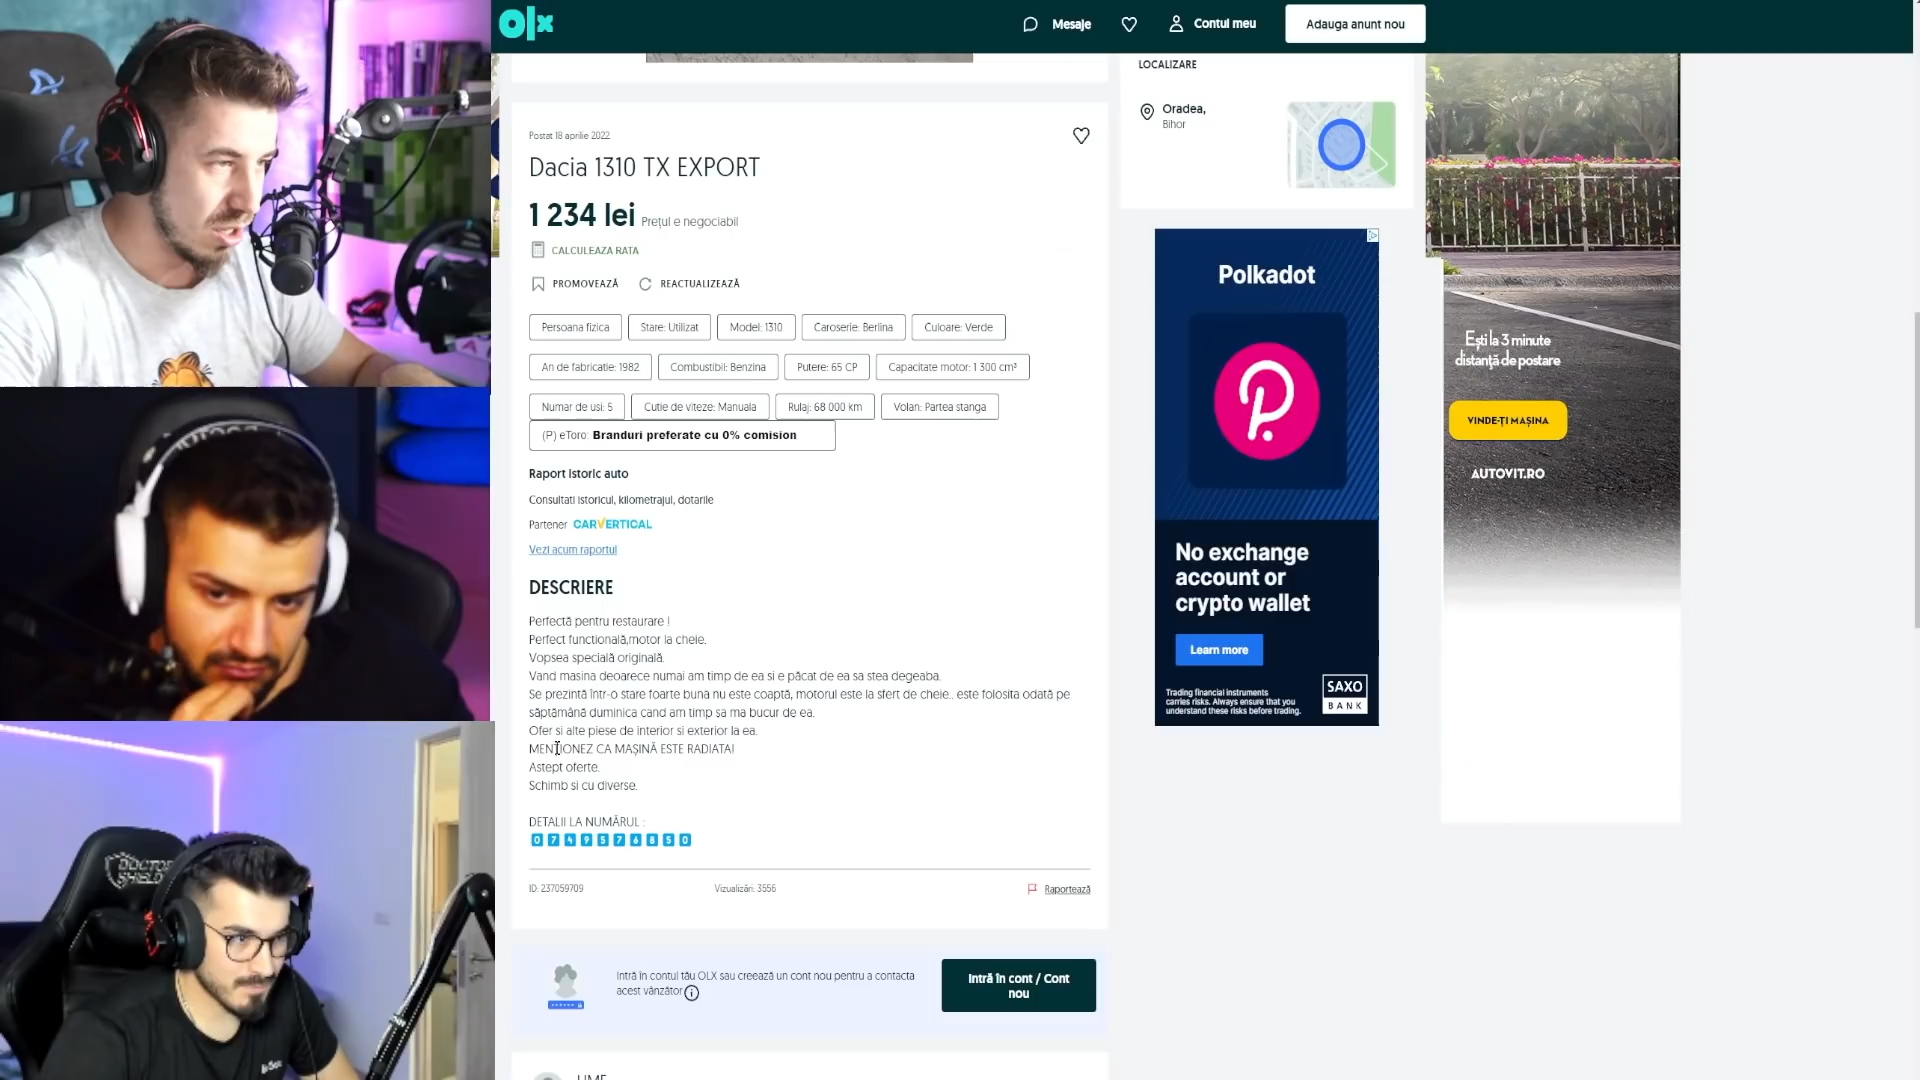 olx
Mesaje
Contul meu
Adauga anunt nou
LOCALIZARE
Oradea,
Bihor
Postat 18 aprilie 2022
Dacia 1310 TX EXPORT
1 234 lei Prețul e negociabil
CALCULEAZA RATA
PROMOVEAZĂ REACTUALIZEAZĂ
Persoana fizica Stare: Utilizat Model: 1310 Caroserie: Berlina Culoare: Verde
An de fabricatie: 1982 Combustibil: Benzina Putere: 65 CP Capacitate motor: 1 300 cm³
Numar de usi: 5 Cutie de viteze: Manuala Rulaj: 68 000 km Volan: Partea stanga
(P) eToro: Branduri preferate cu 0% comision
Raport istoric auto
Consultati istoricul, kilometrajul, dotarile
Partener CARVERTICAL
Vezi acum raportul
DESCRIERE
Perfectă pentru restaurare !
Perfect functională,motor la cheie.
Vopsea specială originală.
Vand masina deoarece numai am timp de ea si e păcat de ea sa stea degeaba.
Se prezintă într-o stare foarte buna nu este coaptă, motorul este la sfert de cheie.. este folosita odată pe
săptămână duminica cand am timp sa ma bucur de ea.
Ofer si alte piese de interior si exterior la ea.
MENȚIONEZ CA MAȘINĂ ESTE RADIATA!
Astept oferte.
Schimb si cu diverse.
DETALII LA NUMĂRUL :
0749576850
ID: 237059709 Vizualizări: 3556 Raportează
Intră în contul tău OLX sau creează un cont nou pentru a contacta
acest vânzător
Intră în cont / Cont
nou
Polkadot
No exchange
account or
crypto wallet
Learn more
Trading financial instruments
carries risks. Always ensure that you
understand these risks before trading.
SAXO
BANK
Ești la 3 minute
distanță de postare
VINDE-ȚI MAȘINA
AUTOVIT.RO
DOCTOR
SHIELD